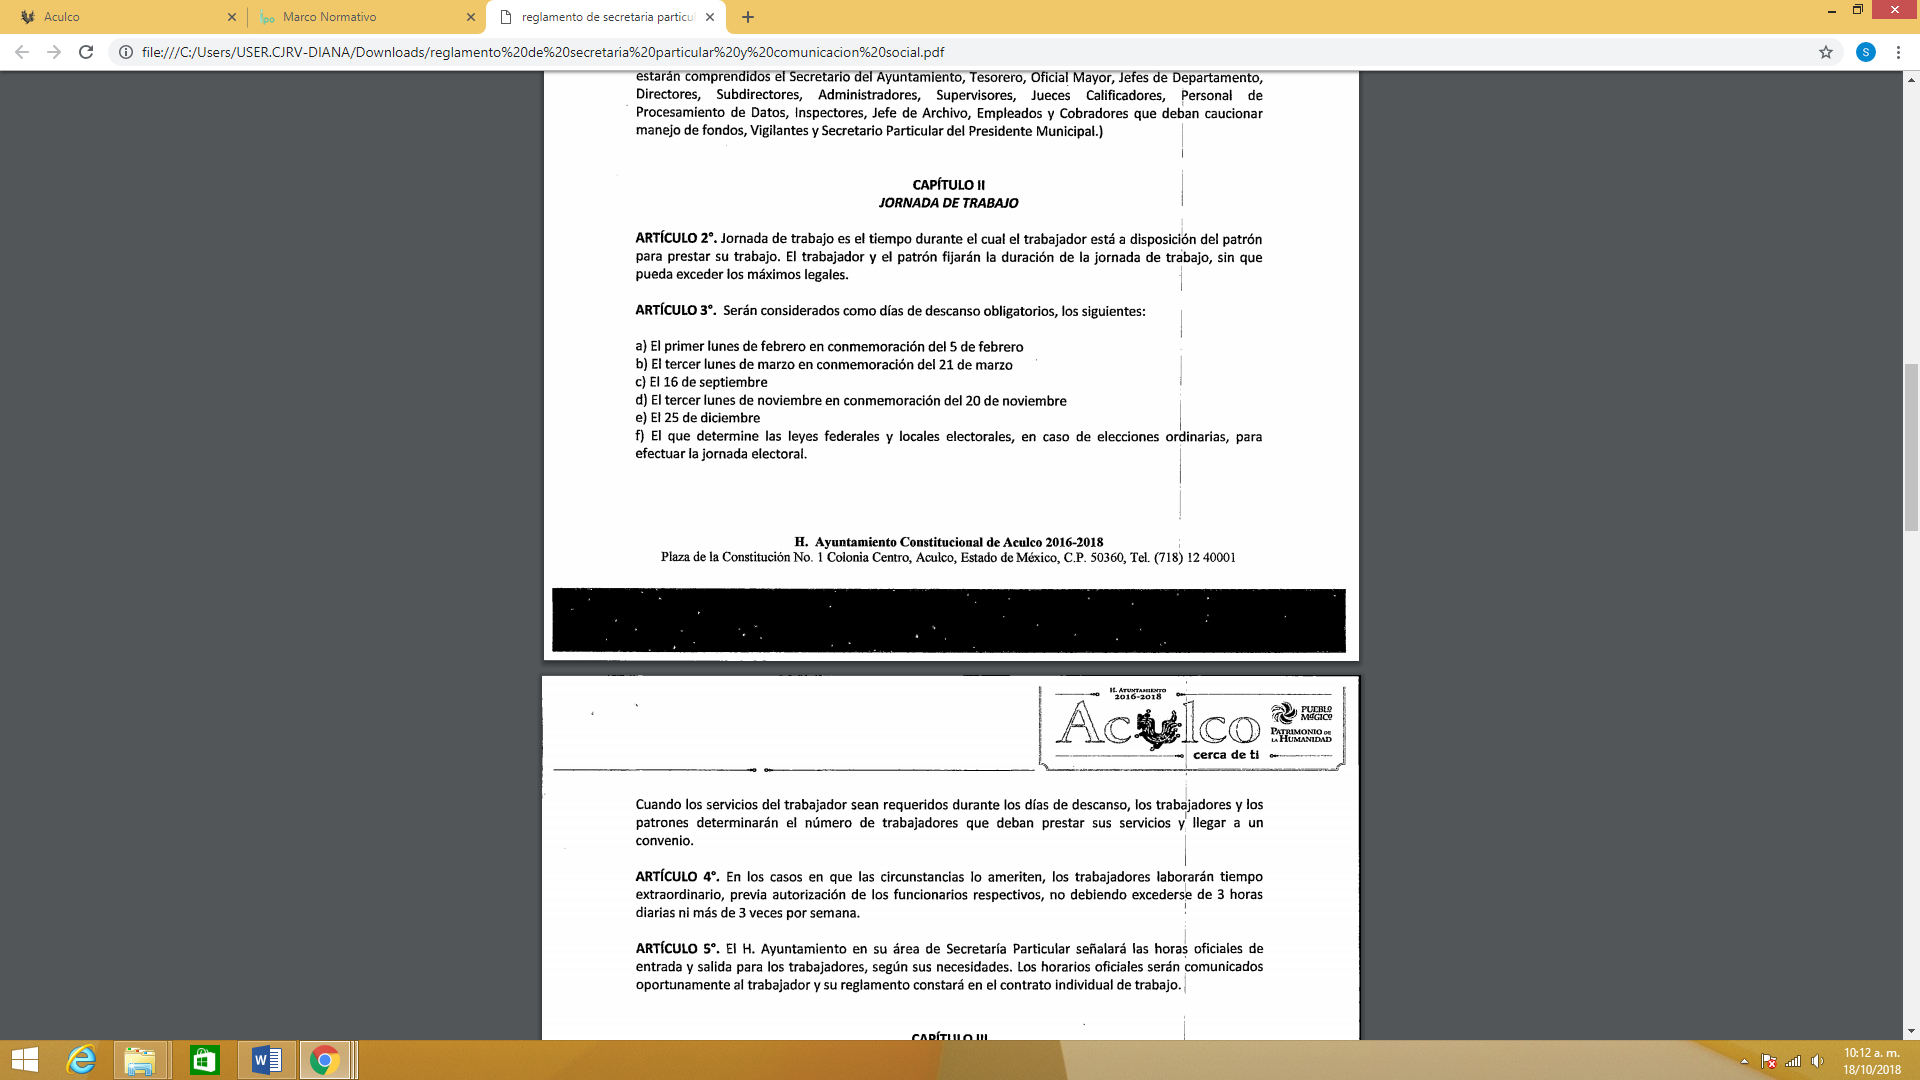 Aculco
Marco Normativo
reglamento de secretaria particul
file:///C:/Users/USER.CJRV-DIANA/Downloads/reglamento%20de%20secretaria%20particular%20y%20comunicacion%20social.pdf
S
estarán comprendidos el Secretario del Ayuntamiento, Tesorero, Oficial Mayor, Jefes de Departamento,
Directores, Subdirectores, Administradores, Supervisores, Jueces Calificadores, Personal de
Procesamiento de Datos, Inspectores, Jefe de Archivo, Empleados y Cobradores que deban caucionar
manejo de fondos, Vigilantes y Secretario Particular del Presidente Municipal.)
CAPÍTULO II
JORNADA DE TRABAJO
ARTÍCULO 2°. Jornada de trabajo es el tiempo durante el cual el trabajador está a disposición del patrón
para prestar su trabajo. El trabajador y el patrón fijarán la duración de la jornada de trabajo, sin que
pueda exceder los máximos legales.
ARTÍCULO 3°. Serán considerados como días de descanso obligatorios, los siguientes:
a) El primer lunes de febrero en conmemoración del 5 de febrero
b) El tercer lunes de marzo en conmemoración del 21 de marzo
c) El 16 de septiembre
d) El tercer lunes de noviembre en conmemoración del 20 de noviembre
e) El 25 de diciembre
f) El que determine las leyes federales y locales electorales, en caso de elecciones ordinarias, para
efectuar la jornada electoral.
H. Ayuntamiento Constitucional de Aculco 2016-2018
Plaza de la Constitución No. 1 Colonia Centro, Aculco, Estado de México, C.P. 50360, Tel. (718) 12 40001
H. AYUNTAMIENTO
2016-2018
Aculco
PUEBLO
MÁGICO
PATRIMONIO DE
LA HUMANIDAD
cerca de ti
Cuando los servicios del trabajador sean requeridos durante los días de descanso, los trabajadores y los
patrones determinarán el número de trabajadores que deban prestar sus servicios y llegar a un
convenio.
ARTÍCULO 4°. En los casos en que las circunstancias lo ameriten, los trabajadores laborarán tiempo
extraordinario, previa autorización de los funcionarios respectivos, no debiendo excederse de 3 horas
diarias ni más de 3 veces por semana.
ARTÍCULO 5°. El H. Ayuntamiento en su área de Secretaría Particular señalará las horas oficiales de
entrada y salida para los trabajadores, según sus necesidades. Los horarios oficiales serán comunicados
oportunamente al trabajador y su reglamento constará en el contrato individual de trabajo.
CAPÍTULO III
10:12 a. m.
18/10/2018